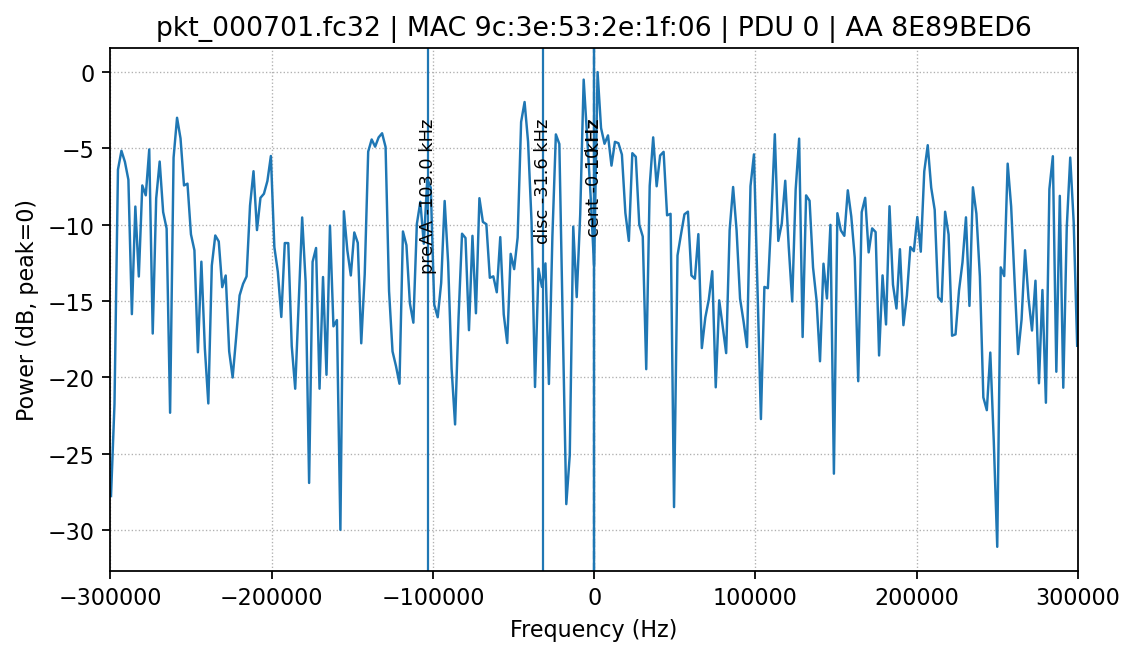 pkt_000701.fc32 | MAC 9c:3e:53:2e:1f:06 | PDU 0 | AA 8E89BED6
Power (dB, peak=0)
0
−5
−10
−15
−20
−25
−30
preAA -103.0 kHz
disc -31.6 kHz
cent
−300000
−200000
−100000
0
100000
200000
300000
Frequency (Hz)